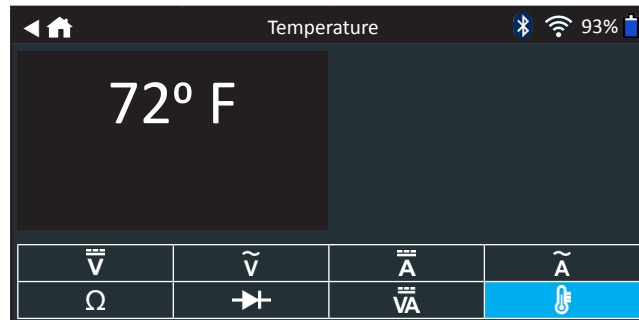 Temperature 93%
72º F
V V A A
Ω VA